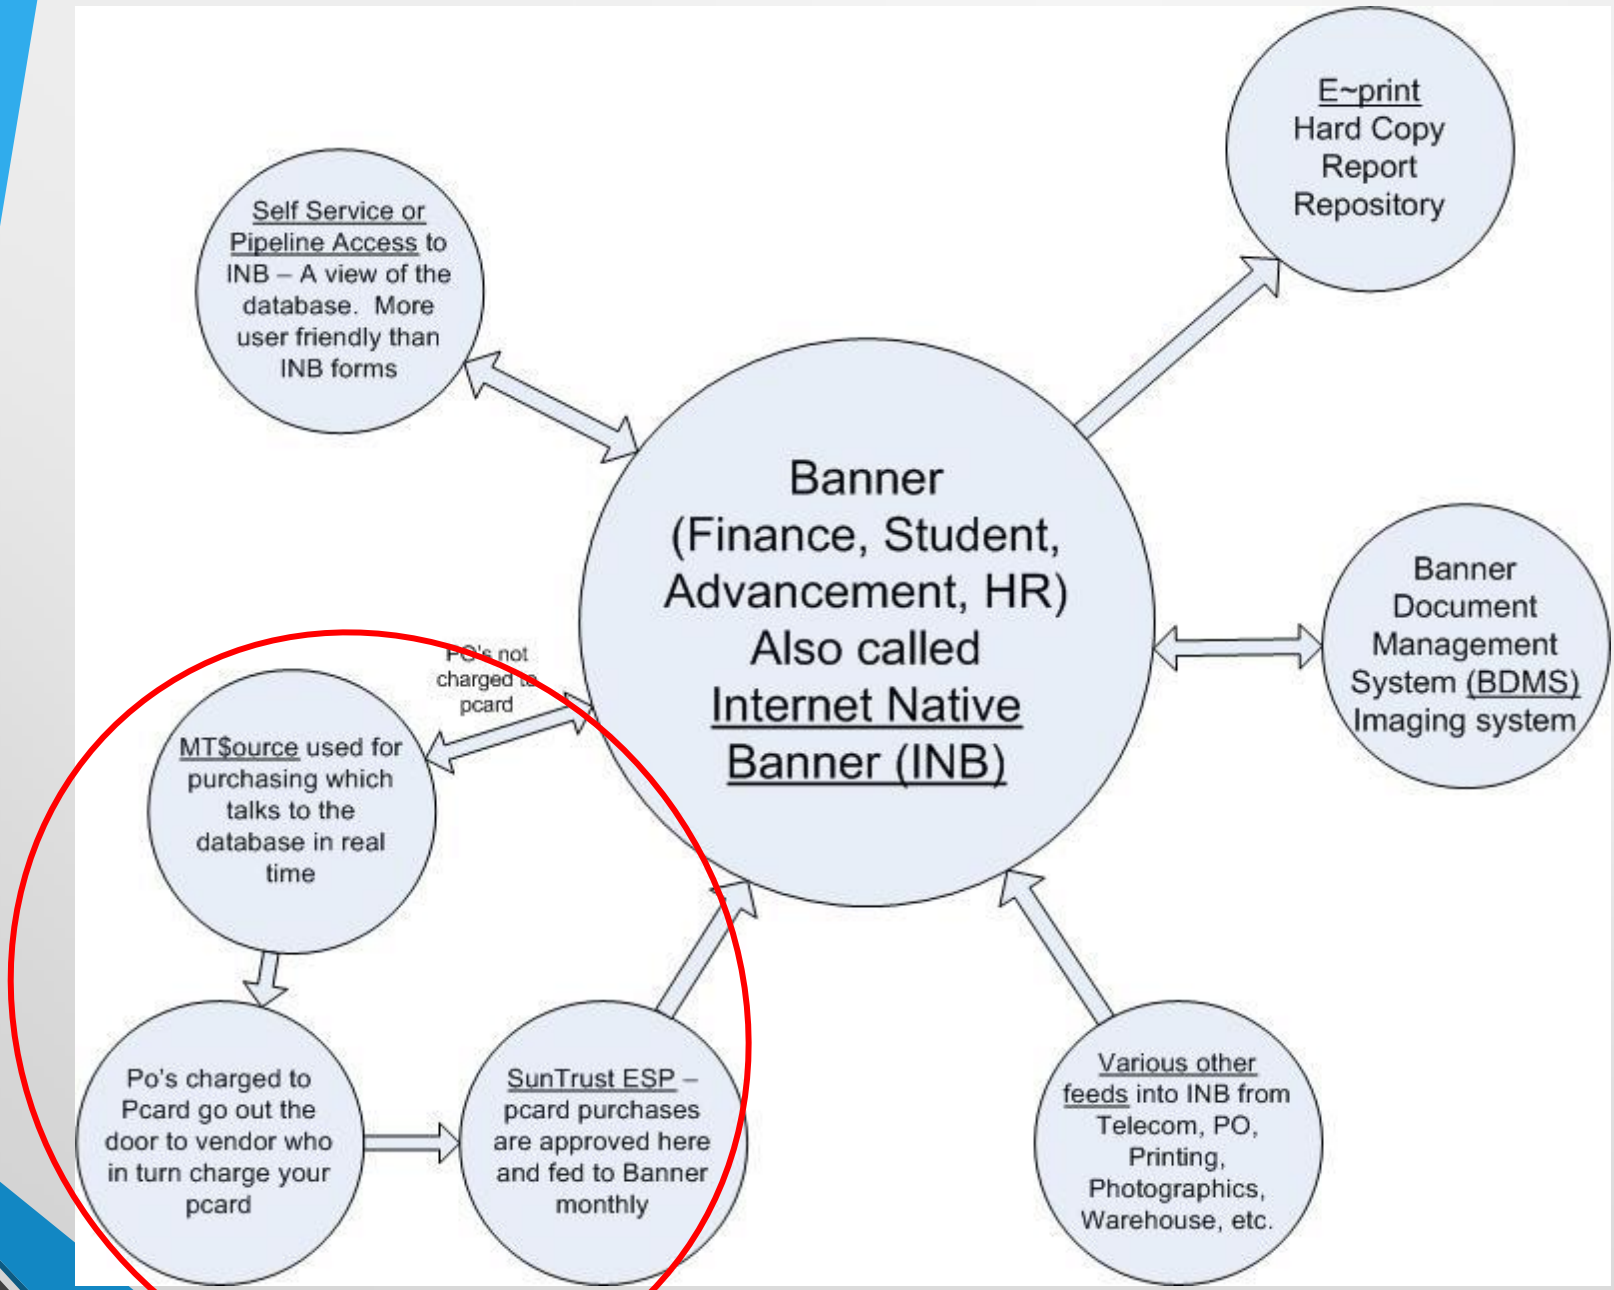 E~print
Hard Copy
Report
Repository
Self Service or
Pipeline Access to
INB – A view of the
database.  More
user friendly than
INB forms
Banner
(Finance, Student,
Advancement, HR)
Also called
Internet Native
Banner (INB)
Banner
Document
Management
System (BDMS)
Imaging system
PO's not
charged to
pcard
MT$ource used for
purchasing which
talks to the
database in real
time
Po's charged to
Pcard go out the
door to vendor who
in turn charge your
pcard
SunTrust ESP –
pcard purchases
are approved here
and fed to Banner
monthly
Various other
feeds into INB from
Telecom, PO,
Printing,
Photographics,
Warehouse, etc.